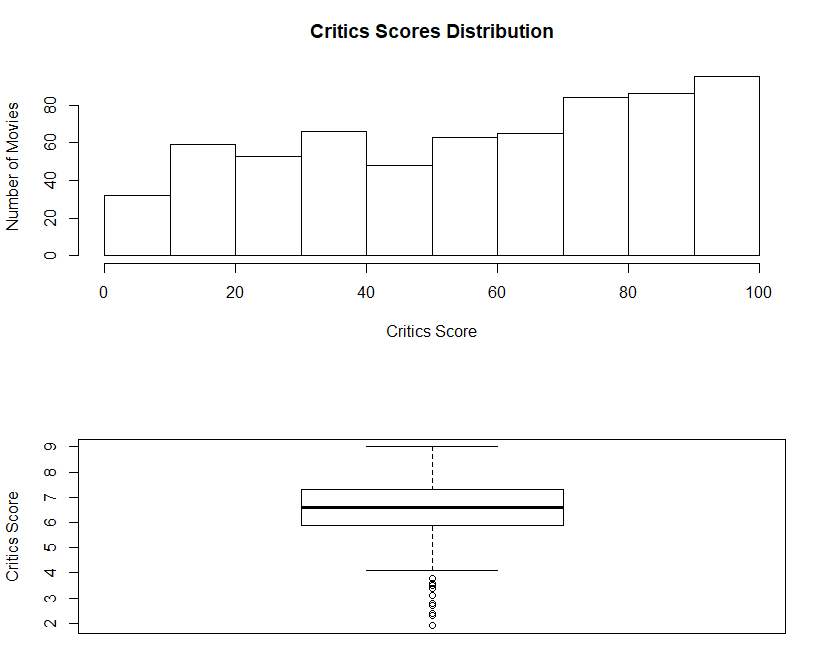 Critics Scores Distribution
Number of Movies
80
60
40
20
0
0 20 40 60 80 100
Critics Score
Critics Score
9
8
7
6
5
4
3
2